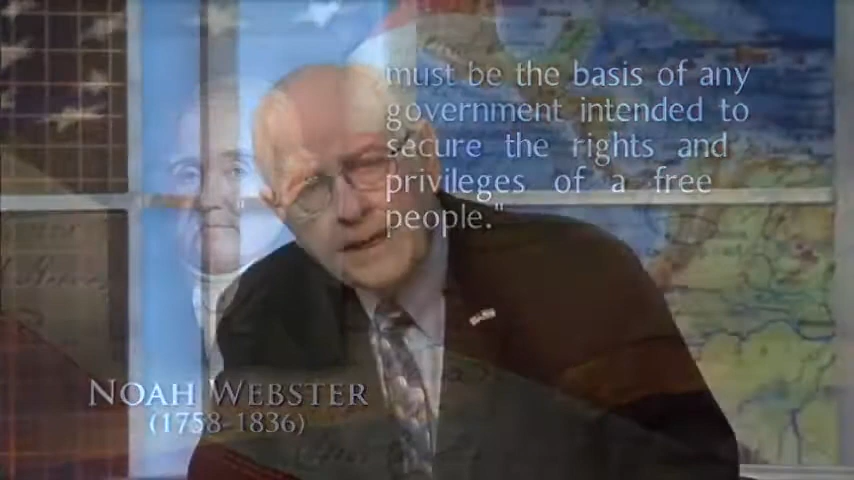 must be the basis of any
government intended to
secure the rights and
privileges of a free
people."
NOAH WEBSTER
(1758-1836)